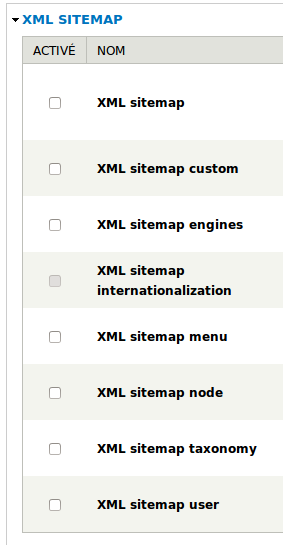 XML SITEMAP
ACTIVÉ NOM
XML sitemap
XML sitemap custom
XML sitemap engines
XML sitemap
internationalization
XML sitemap menu
XML sitemap node
XML sitemap taxonomy
XML sitemap user